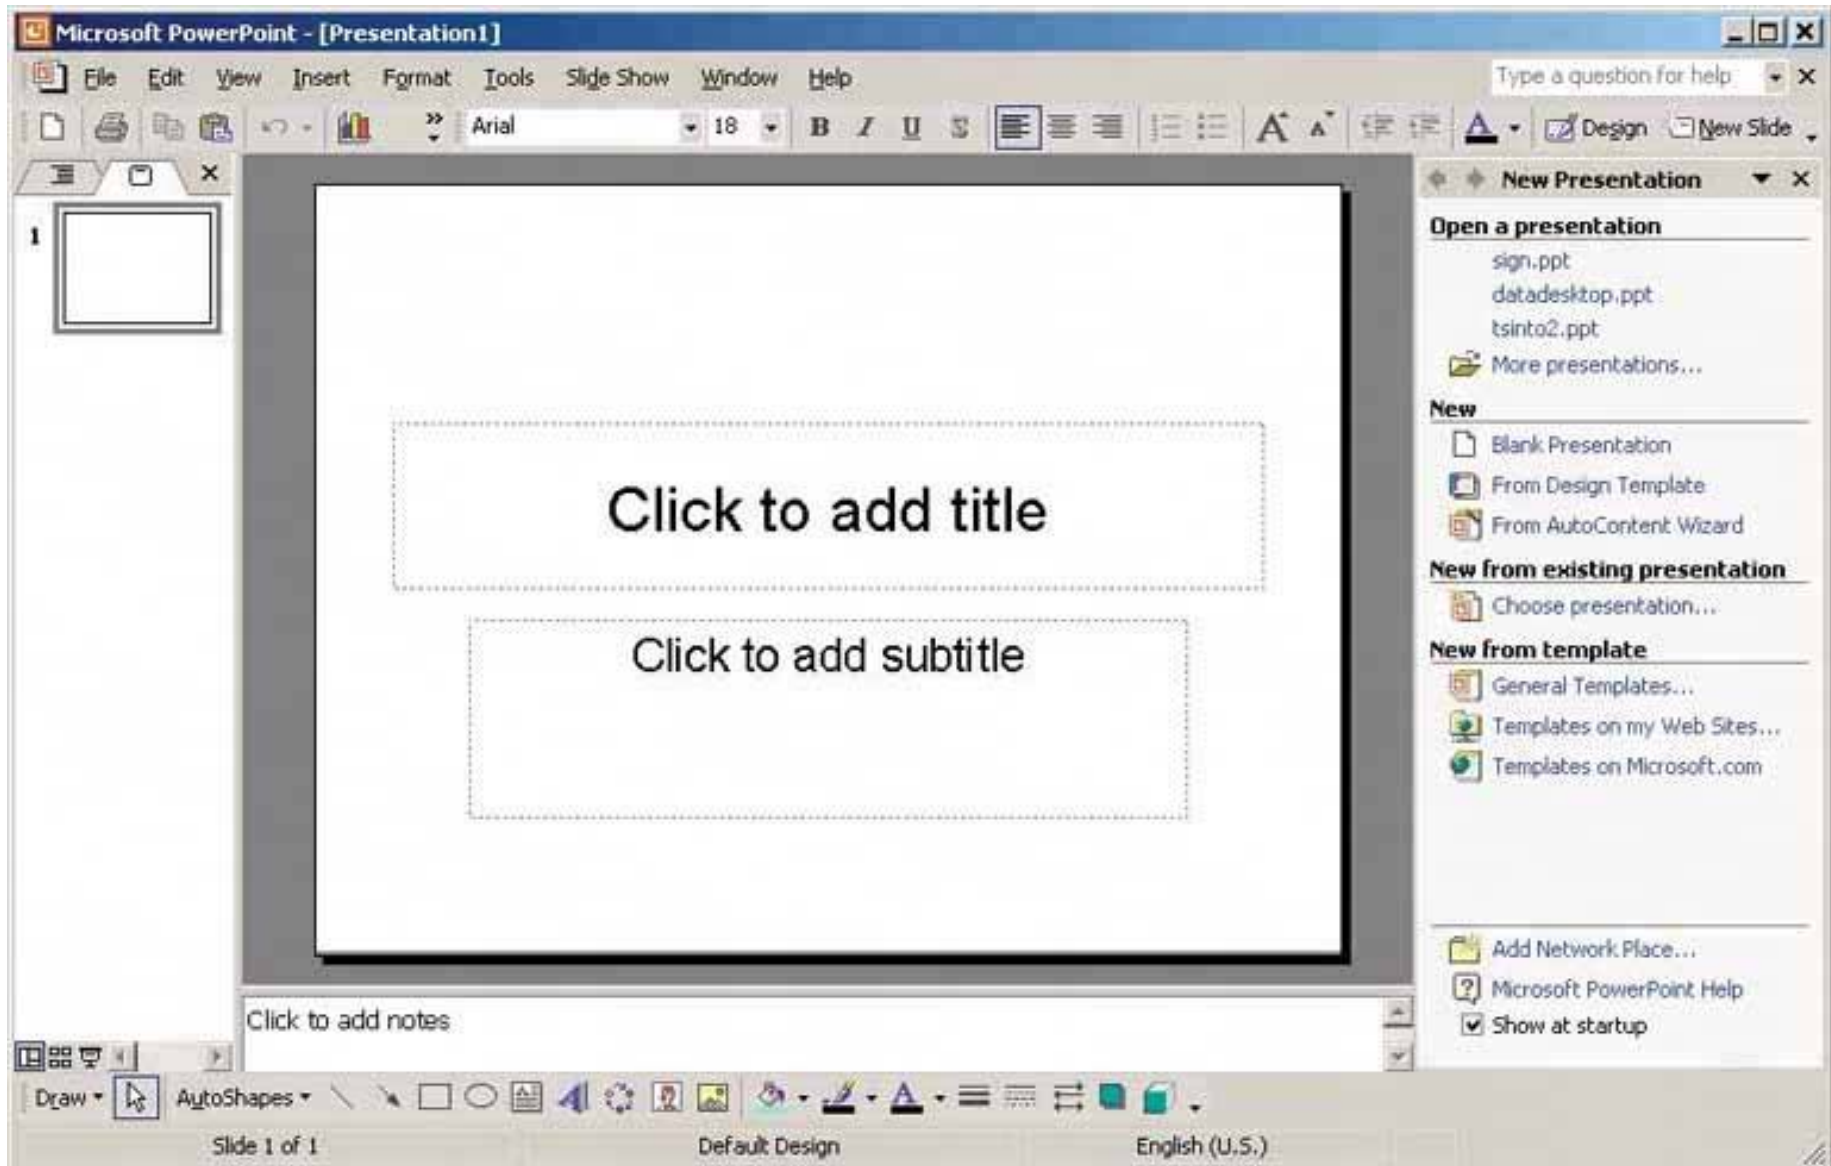 Microsoft PowerPoint - [Presentation1]
File Edit View Insert Format Tools Slide Show Window Help Type a question for help
Arial 18 B I U S A A A Design New Slide
1
Click to add title
Click to add subtitle
Click to add notes
New Presentation
Open a presentation
sign.ppt
datadesktop.ppt
tsinto2.ppt
More presentations...
New
Blank Presentation
From Design Template
From AutoContent Wizard
New from existing presentation
Choose presentation...
New from template
General Templates...
Templates on my Web Sites...
Templates on Microsoft.com
Add Network Place...
Microsoft PowerPoint Help
Show at startup
Draw AutoShapes A A
Slide 1 of 1 Default Design English (U.S.)